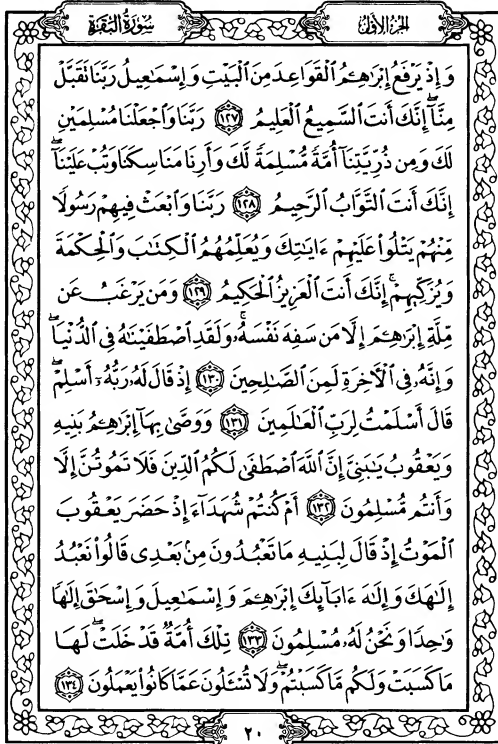 سُورَةُ البَقَرَةِ الجُزْءُ الأَوَّلُ
وَإِذْ يَرْفَعُ إِبْرَٰهِـۧمُ ٱلْقَوَاعِدَ مِنَ ٱلْبَيْتِ وَإِسْمَـٰعِيلُ رَبَّنَا تَقَبَّلْ
مِنَّآ ۖ إِنَّكَ أَنتَ ٱلسَّمِيعُ ٱلْعَلِيمُ ١٢٧ رَبَّنَا وَٱجْعَلْنَا مُسْلِمَيْنِ
لَكَ وَمِن ذُرِّيَّتِنَآ أُمَّةً مُّسْلِمَةً لَّكَ وَأَرِنَا مَنَاسِكَنَا وَتُبْ عَلَيْنَآ ۖ
إِنَّكَ أَنتَ ٱلتَّوَّابُ ٱلرَّحِيمُ ١٢٨ رَبَّنَا وَٱبْعَثْ فِيهِمْ رَسُولًا
مِّنْهُمْ يَتْلُوا۟ عَلَيْهِمْ ءَايَـٰتِكَ وَيُعَلِّمُهُمُ ٱلْكِتَـٰبَ وَٱلْحِكْمَةَ
وَيُزَكِّيهِمْ ۚ إِنَّكَ أَنتَ ٱلْعَزِيزُ ٱلْحَكِيمُ ١٢٩ وَمَن يَرْغَبُ عَن
مِّلَّةِ إِبْرَٰهِـۧمَ إِلَّا مَن سَفِهَ نَفْسَهُۥ ۚ وَلَقَدِ ٱصْطَفَيْنَـٰهُ فِى ٱلدُّنْيَا ۖ
وَإِنَّهُۥ فِى ٱلْـَٔاخِرَةِ لَمِنَ ٱلصَّـٰلِحِينَ ١٣٠ إِذْ قَالَ لَهُۥ رَبُّهُۥٓ أَسْلِمْ ۖ
قَالَ أَسْلَمْتُ لِرَبِّ ٱلْعَـٰلَمِينَ ١٣١ وَوَصَّىٰ بِهَآ إِبْرَٰهِـۧمُ بَنِيهِ
وَيَعْقُوبُ يَـٰبَنِىَّ إِنَّ ٱللَّهَ ٱصْطَفَىٰ لَكُمُ ٱلدِّينَ فَلَا تَمُوتُنَّ إِلَّا
وَأَنتُم مُّسْلِمُونَ ١٣٢ أَمْ كُنتُمْ شُهَدَآءَ إِذْ حَضَرَ يَعْقُوبَ
ٱلْمَوْتُ إِذْ قَالَ لِبَنِيهِ مَا تَعْبُدُونَ مِنۢ بَعْدِى قَالُوا۟ نَعْبُدُ
إِلَـٰهَكَ وَإِلَـٰهَ ءَابَآئِكَ إِبْرَٰهِـۧمَ وَإِسْمَـٰعِيلَ وَإِسْحَـٰقَ إِلَـٰهًا
وَٰحِدًا وَنَحْنُ لَهُۥ مُسْلِمُونَ ١٣٣ تِلْكَ أُمَّةٌ قَدْ خَلَتْ ۖ لَهَا
مَا كَسَبَتْ وَلَكُم مَّا كَسَبْتُمْ ۖ وَلَا تُسْـَٔلُونَ عَمَّا كَانُوا۟ يَعْمَلُونَ ١٣٤
٢٠